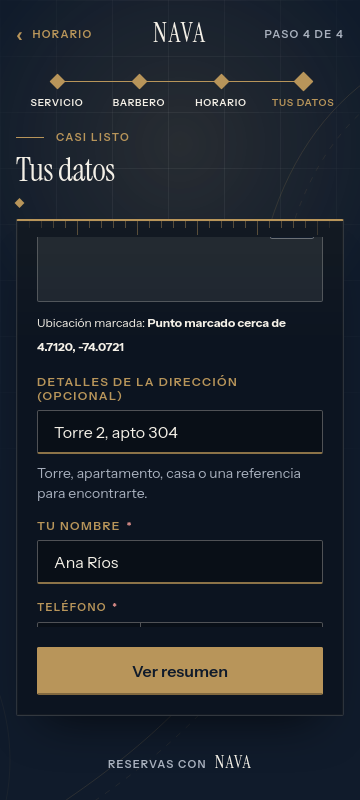 ‹ HORARIO
NAVA
PASO 4 DE 4
SERVICIO
BARBERO
HORARIO
TUS DATOS
CASI LISTO
Tus datos
Ubicación marcada: Punto marcado cerca de
4.7120, -74.0721
DETALLES DE LA DIRECCIÓN
(OPCIONAL)
Torre 2, apto 304
Torre, apartamento, casa o una referencia
para encontrarte.
TU NOMBRE *
Ana Ríos
TELÉFONO *
Ver resumen
RESERVAS CON NAVA